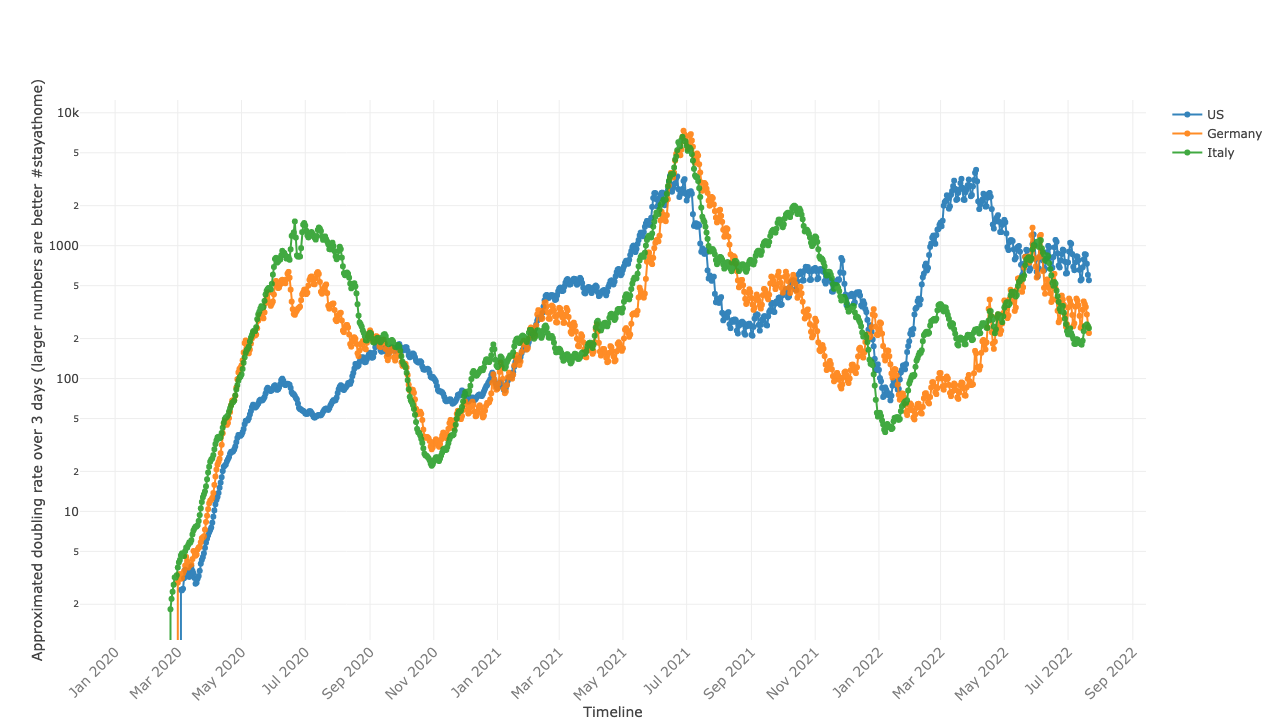 Approximated doubling rate over 3 days (larger numbers are better #stayathome)
10k
5
2
1000
5
2
100
5
2
10
5
2
Jan 2020
Mar 2020
May 2020
Jul 2020
Sep 2020
Nov 2020
Jan 2021
Mar 2021
May 2021
Jul 2021
Sep 2021
Nov 2021
Jan 2022
Mar 2022
May 2022
Jul 2022
Sep 2022
Timeline
US
Germany
Italy